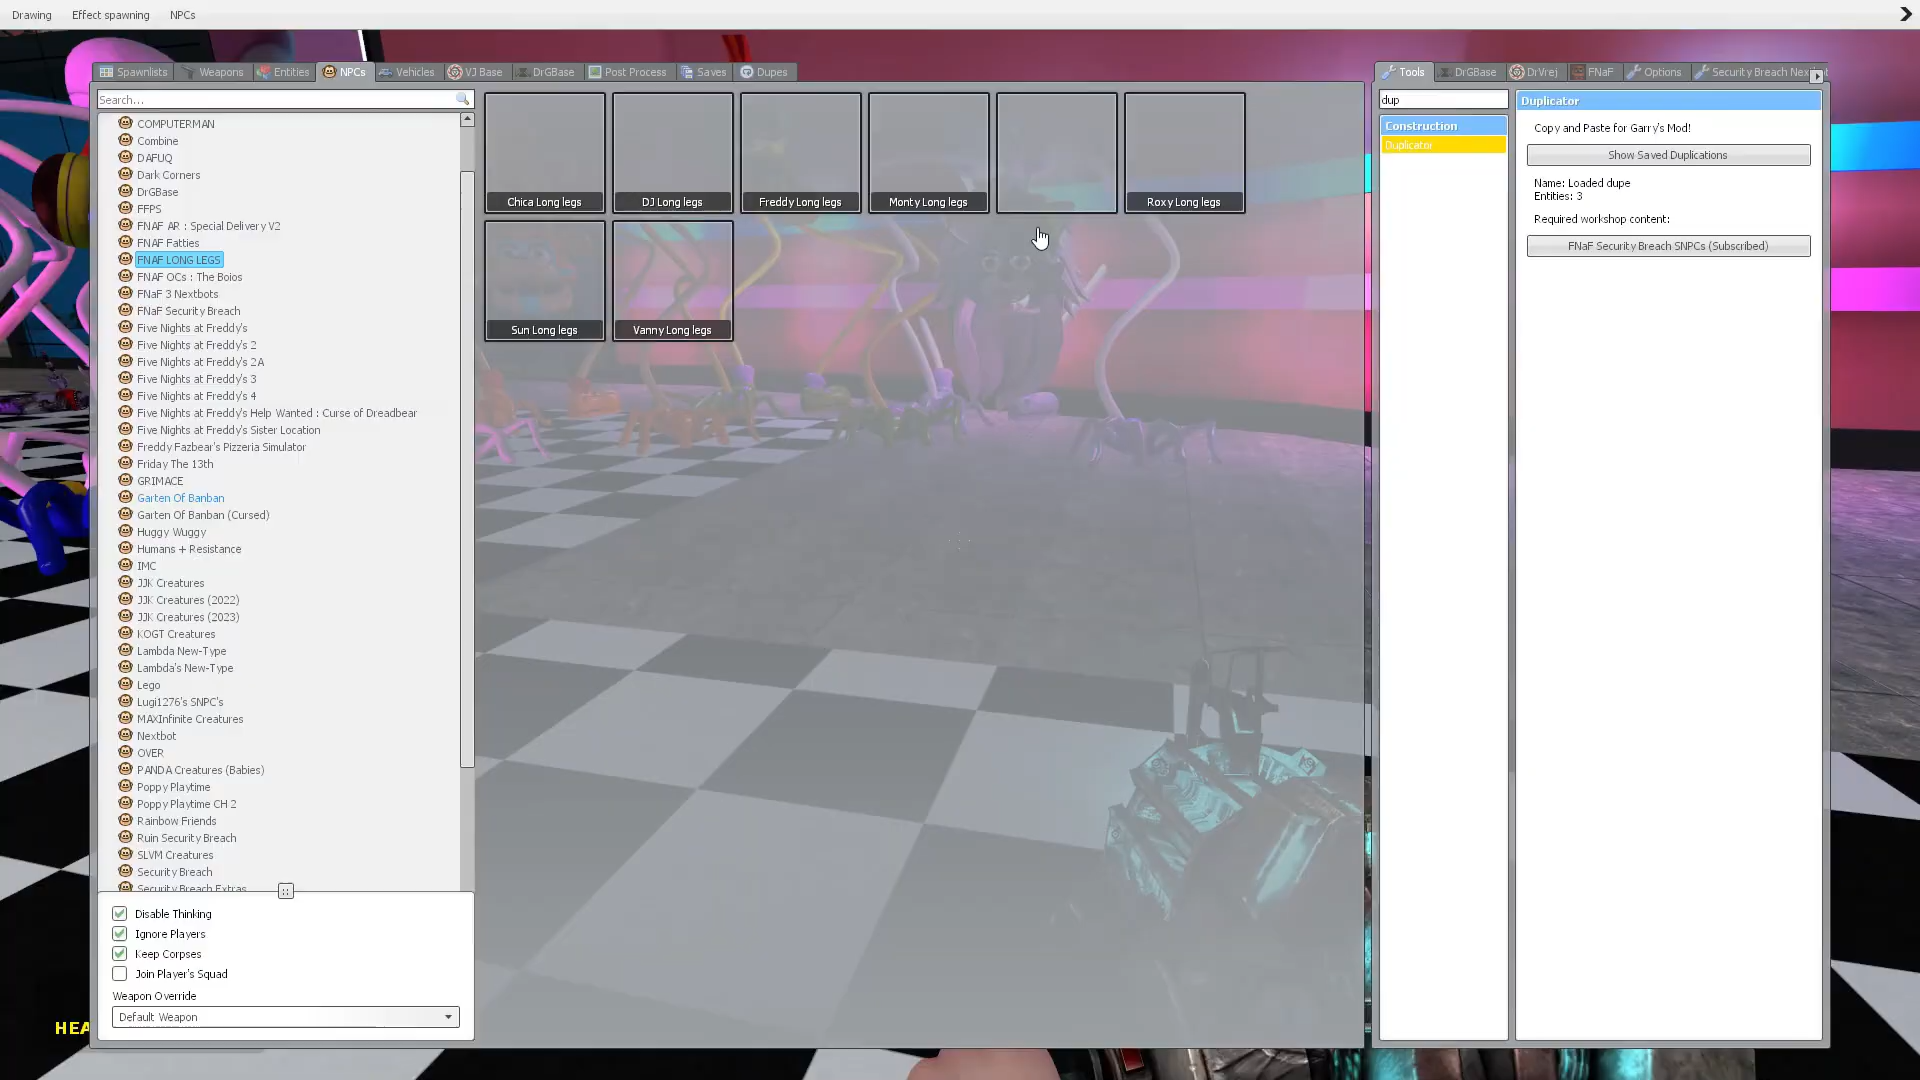 Drawing Effect spawning NPCs
Spawnlists Weapons Entities NPCs Vehicles VJ Base DrGBase Post Process Saves Dupes
Search...
COMPUTERMAN
Combine
DAFUQ
Dark Corners
DrGBase
FFPS
FNAF AR : Special Delivery V2
FNAF Fatties
FNAF LONG LEGS
FNAF OCs : The Boios
FNaF 3 Nextbots
FNaF Security Breach
Five Nights at Freddy's
Five Nights at Freddy's 2
Five Nights at Freddy's 2A
Five Nights at Freddy's 3
Five Nights at Freddy's 4
Five Nights at Freddy's Help Wanted : Curse of Dreadbear
Five Nights at Freddy's Sister Location
Freddy Fazbear's Pizzeria Simulator
Friday The 13th
GRIMACE
Garten Of Banban
Garten Of Banban (Cursed)
Huggy Wuggy
Humans + Resistance
IMC
JJK Creatures
JJK Creatures (2022)
JJK Creatures (2023)
KOGT Creatures
Lambda New-Type
Lambda's New-Type
Lego
Lugi1276's SNPC's
MAXInfinite Creatures
Nextbot
OVER
PANDA Creatures (Babies)
Poppy Playtime
Poppy Playtime CH 2
Rainbow Friends
Ruin Security Breach
SLVM Creatures
Security Breach
Security Breach Extras
Disable Thinking
Ignore Players
Keep Corpses
Join Player's Squad
Weapon Override
Default Weapon
Chica Long legs
DJ Long legs
Freddy Long legs
Monty Long legs
Roxy Long legs
Sun Long legs
Vanny Long legs
Tools DrGBase DrVrej FNaF Options Security Breach
dup
Construction
Duplicator
Duplicator
Copy and Paste for Garry's Mod!
Show Saved Duplications
Name: Loaded dupe
Entities: 3
Required workshop content:
FNaF Security Breach SNPCs (Subscribed)
HEA